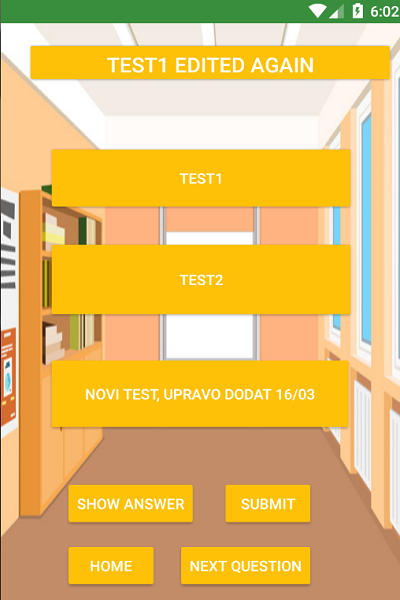 6:02
TEST1 EDITED AGAIN
TEST1
TEST2
NOVI TEST, UPRAVO DODAT 16/03
SHOW ANSWER
SUBMIT
HOME
NEXT QUESTION